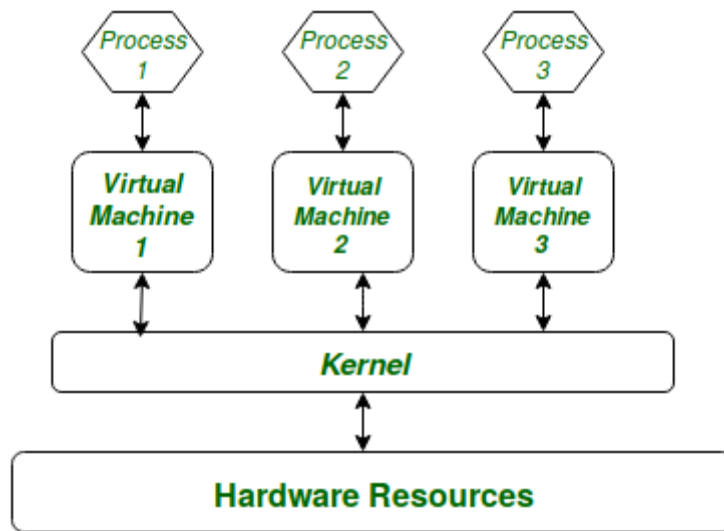 Process
1
Process
2
Process
3
Virtual
Machine
1
Virtual
Machine
2
Virtual
Machine
3
Kernel
Hardware Resources